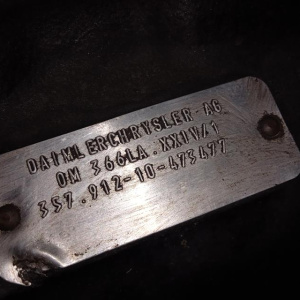 DAIMLERCHRYSLER AG
OM 366LA.XXIV/1
357.912-10-473477